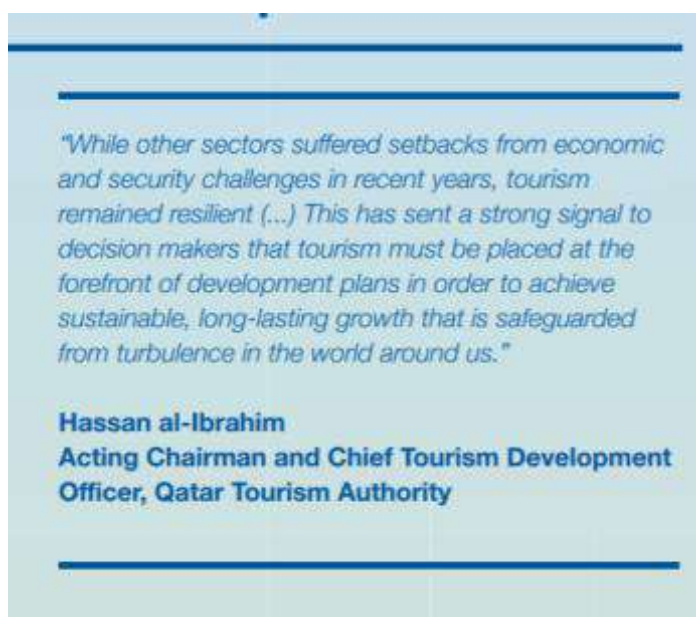 “While other sectors suffered setbacks from economic
and security challenges in recent years, tourism
remained resilient (...) This has sent a strong signal to
decision makers that tourism must be placed at the
forefront of development plans in order to achieve
sustainable, long-lasting growth that is safeguarded
from turbulence in the world around us.”
Hassan al-Ibrahim
Acting Chairman and Chief Tourism Development
Officer, Qatar Tourism Authority